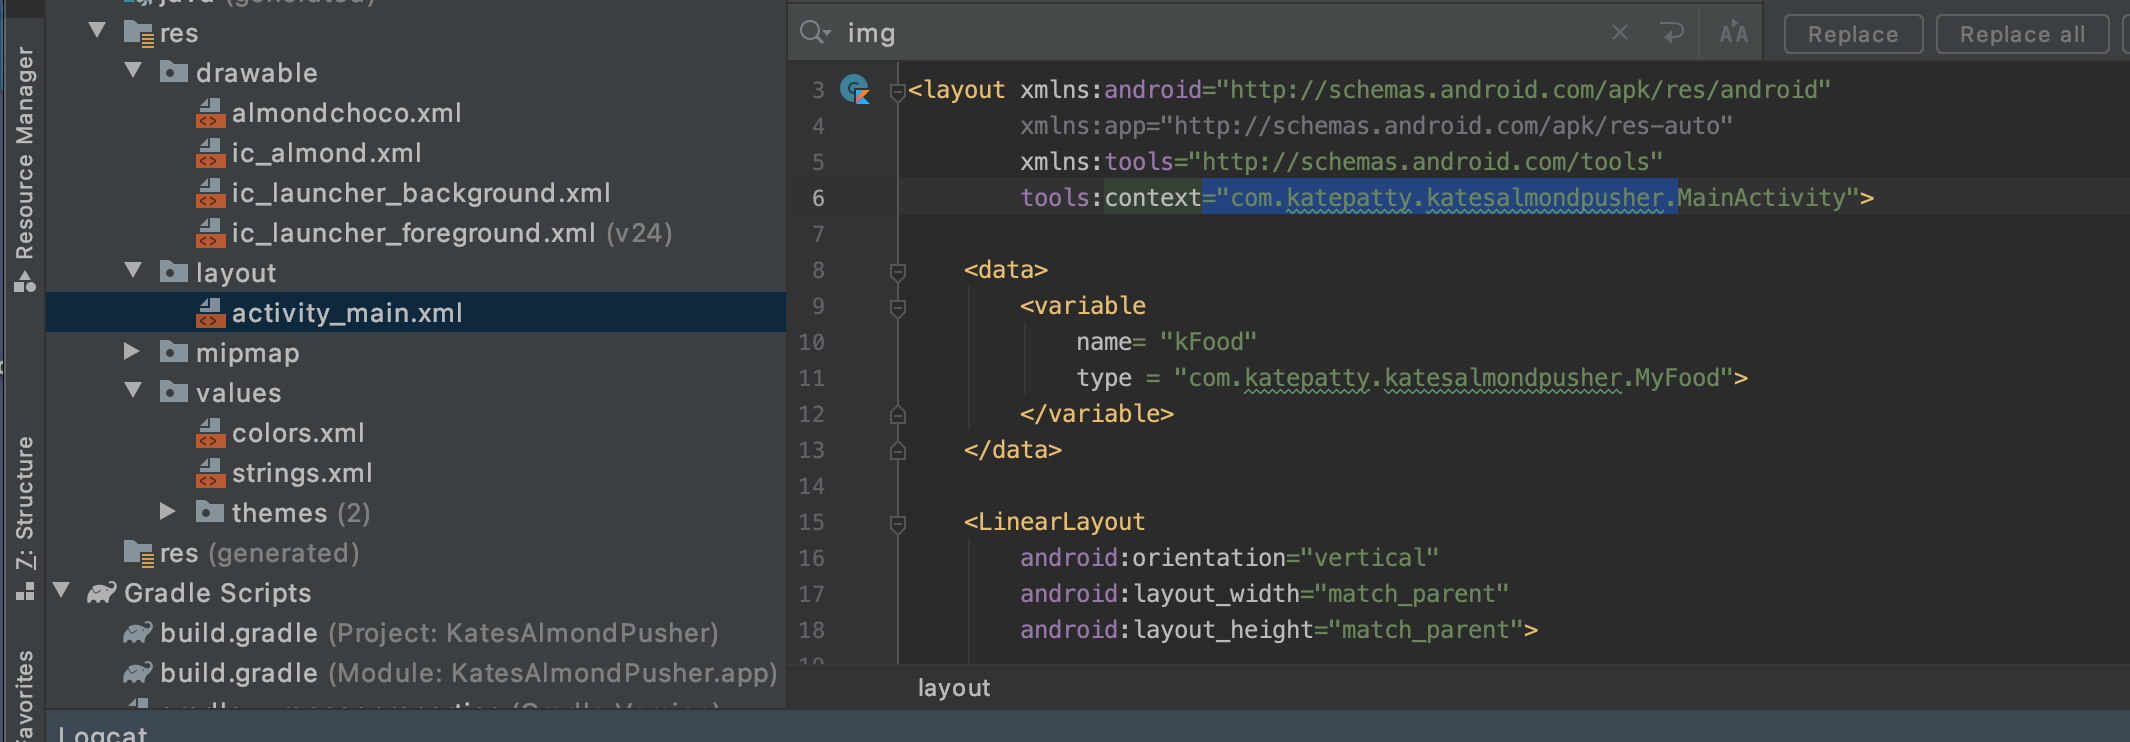 java (generated)
res
drawable
almondchoco.xml
ic_almond.xml
ic_launcher_background.xml
ic_launcher_foreground.xml (v24)
layout
activity_main.xml
mipmap
values
colors.xml
strings.xml
themes (2)
res (generated)
Gradle Scripts
build.gradle (Project: KatesAlmondPusher)
build.gradle (Module: KatesAlmondPusher.app)
Resource Manager
Z: Structure
Favorites
img
Replace
Replace all
3 <layout xmlns:android="http://schemas.android.com/apk/res/android"
4 xmlns:app="http://schemas.android.com/apk/res-auto"
5 xmlns:tools="http://schemas.android.com/tools"
6 tools:context="com.katepatty.katesalmondpusher.MainActivity">
7
8 <data>
9 <variable
10 name= "kFood"
11 type = "com.katepatty.katesalmondpusher.MyFood">
12 </variable>
13 </data>
14
15 <LinearLayout
16 android:orientation="vertical"
17 android:layout_width="match_parent"
18 android:layout_height="match_parent">
layout
Logcat